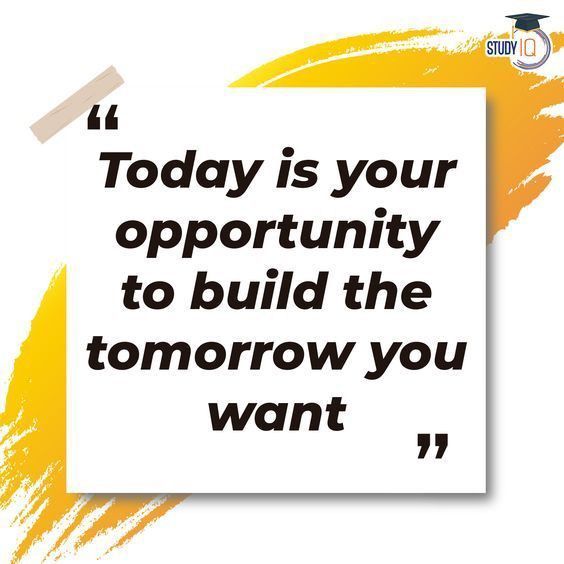 STUDY IQ
“
Today is your
opportunity
to build the
tomorrow you
want
”